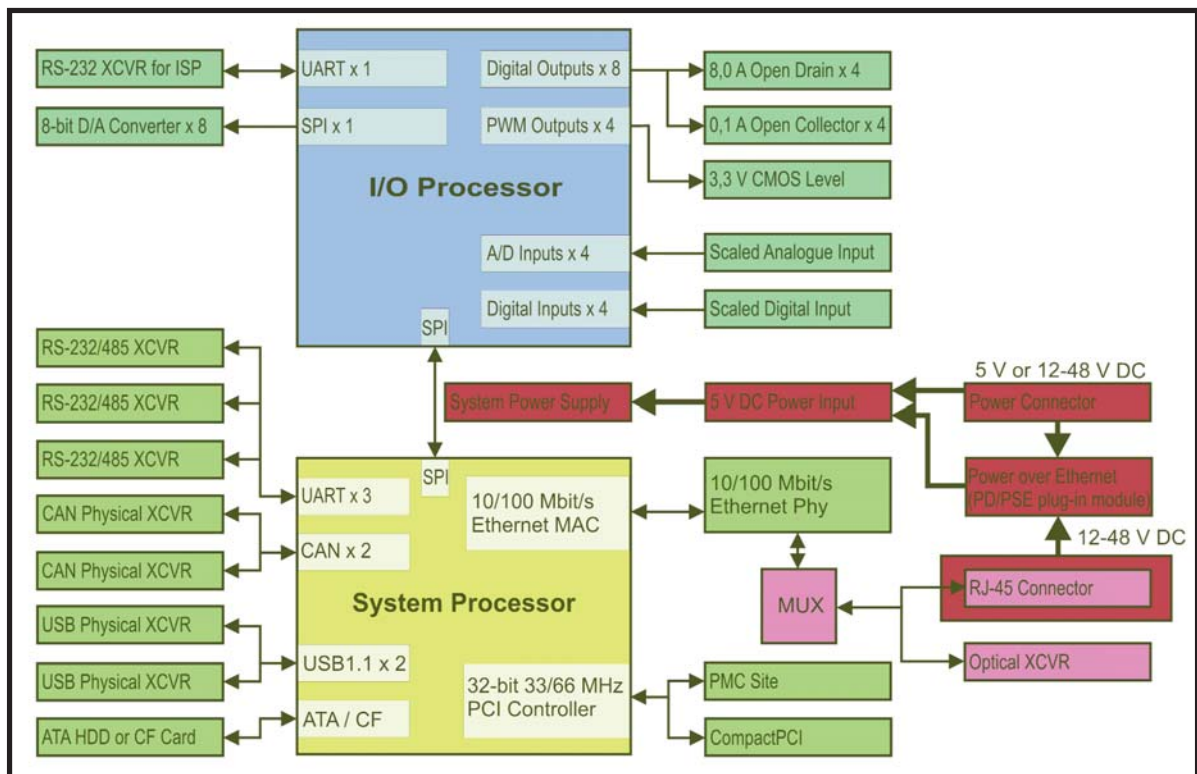 RS-232 XCVR for ISP
8-bit D/A Converter x 8
UART x 1
SPI x 1
Digital Outputs x 8
PWM Outputs x 4
I/O Processor
A/D Inputs x 4
Digital Inputs x 4
SPI
8,0 A Open Drain x 4
0,1 A Open Collector x 4
3,3 V CMOS Level
Scaled Analogue Input
Scaled Digital Input
RS-232/485 XCVR
RS-232/485 XCVR
RS-232/485 XCVR
CAN Physical XCVR
CAN Physical XCVR
USB Physical XCVR
USB Physical XCVR
ATA HDD or CF Card
System Power Supply
5 V DC Power Input
5 V or 12-48 V DC
Power Connector
Power over Ethernet
(PD/PSE plug-in module)
12-48 V DC
RJ-45 Connector
Optical XCVR
SPI
UART x 3
CAN x 2
10/100 Mbit/s
Ethernet MAC
System Processor
USB1.1 x 2
ATA / CF
32-bit 33/66 MHz
PCI Controller
10/100 Mbit/s
Ethernet Phy
MUX
PMC Site
CompactPCI